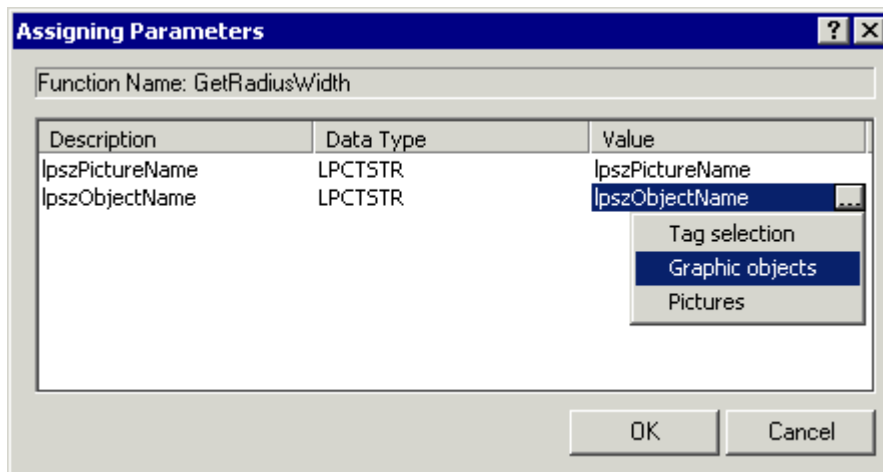 Assigning Parameters
Function Name: GetRadiusWidth
Description Data Type Value
lpszPictureName LPCTSTR lpszPictureName
lpszObjectName LPCTSTR lpszObjectName ...
Tag selection
Graphic objects
Pictures
OK Cancel